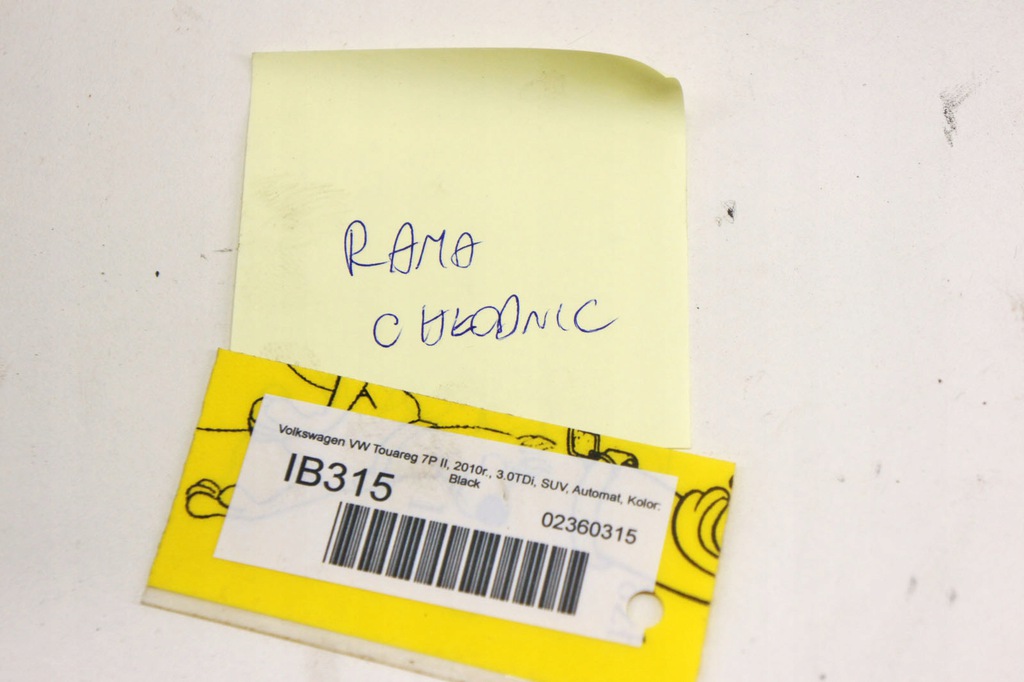 RAMA
CHŁODNIC
Volkswagen VW Touareg 7P II, 2010r., 3.0TDi, SUV, Automat, Kolor:
Black
IB315
02360315